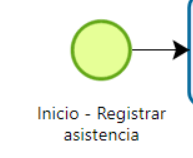 Inicio - Registrar
asistencia